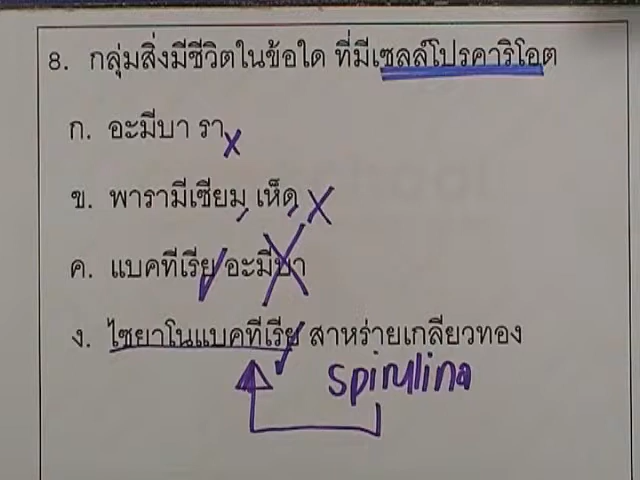 8. กลุ่มสิ่งมีชีวิตในข้อใด ที่มีเซลล์โปรคาริโอต
ก. อะมีบา รา
ข. พารามีเซียม เห็ด
ค. แบคทีเรีย อะมีบา
ง. ไซยาโนแบคทีเรีย สาหร่ายเกลียวทอง
spirulina